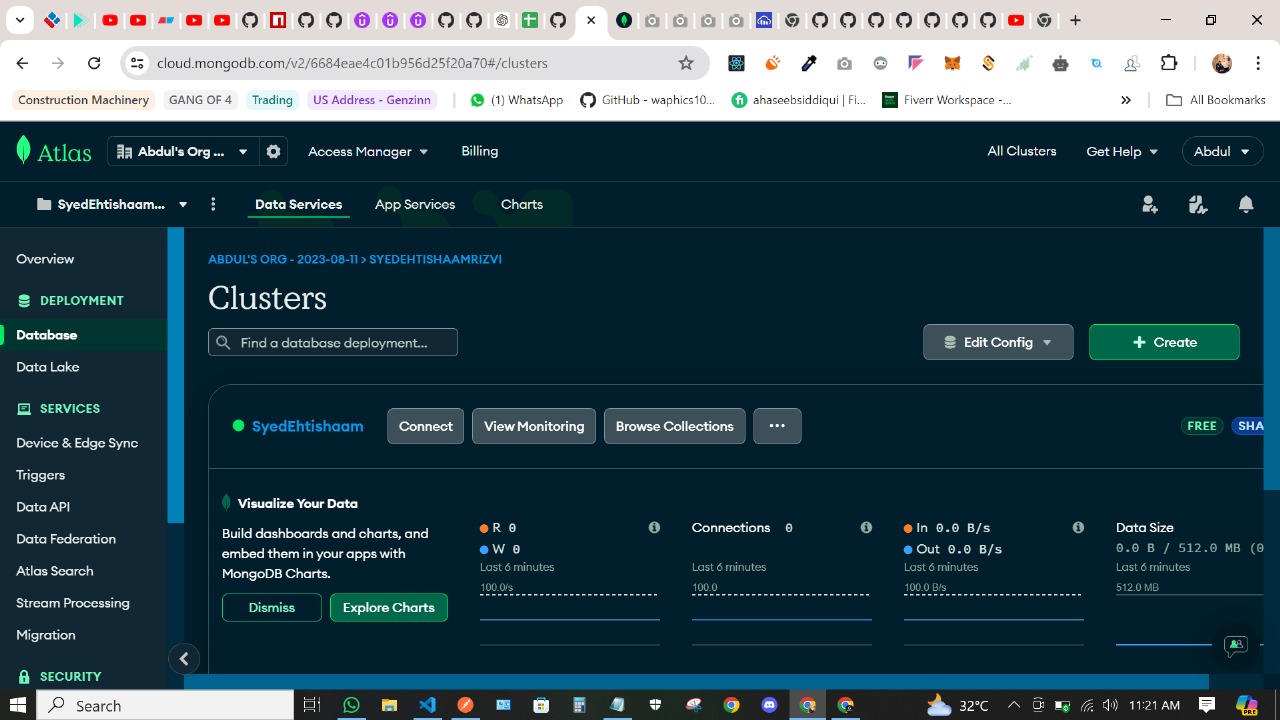 cloud.mongodb.com/v2/6684eae4c01b956d25f20a70#/clusters
Construction Machinery
GANG OF 4
Trading
US Address - Genzinn
(1) WhatsApp
GitHub - waphics10...
ahaseebsiddiqui | Fi...
Fiverr Workspace -...
»
All Bookmarks
Atlas
Abdul's Org ...
Access Manager
Billing
All Clusters
Get Help
Abdul
SyedEhtishaam...
Data Services
App Services
Charts
Overview
DEPLOYMENT
Database
Data Lake
SERVICES
Device & Edge Sync
Triggers
Data API
Data Federation
Atlas Search
Stream Processing
Migration
SECURITY
ABDUL'S ORG - 2023-08-11 > SYEDEHTISHAAMRIZVI
Clusters
Find a database deployment...
Edit Config
+ Create
SyedEhtishaam
Connect
View Monitoring
Browse Collections
...
FREE
SHA
Visualize Your Data
Build dashboards and charts, and
embed them in your apps with
MongoDB Charts.
Dismiss
Explore Charts
R 0
W 0
Last 6 minutes
100.0/s
Connections 0
Last 6 minutes
100.0
In 0.0 B/s
Out 0.0 B/s
Last 6 minutes
100.0 B/s
Data Size
0.0 B / 512.0 MB (0
Last 6 minutes
512.0 MB
Search
32°C
11:21 AM
PRE